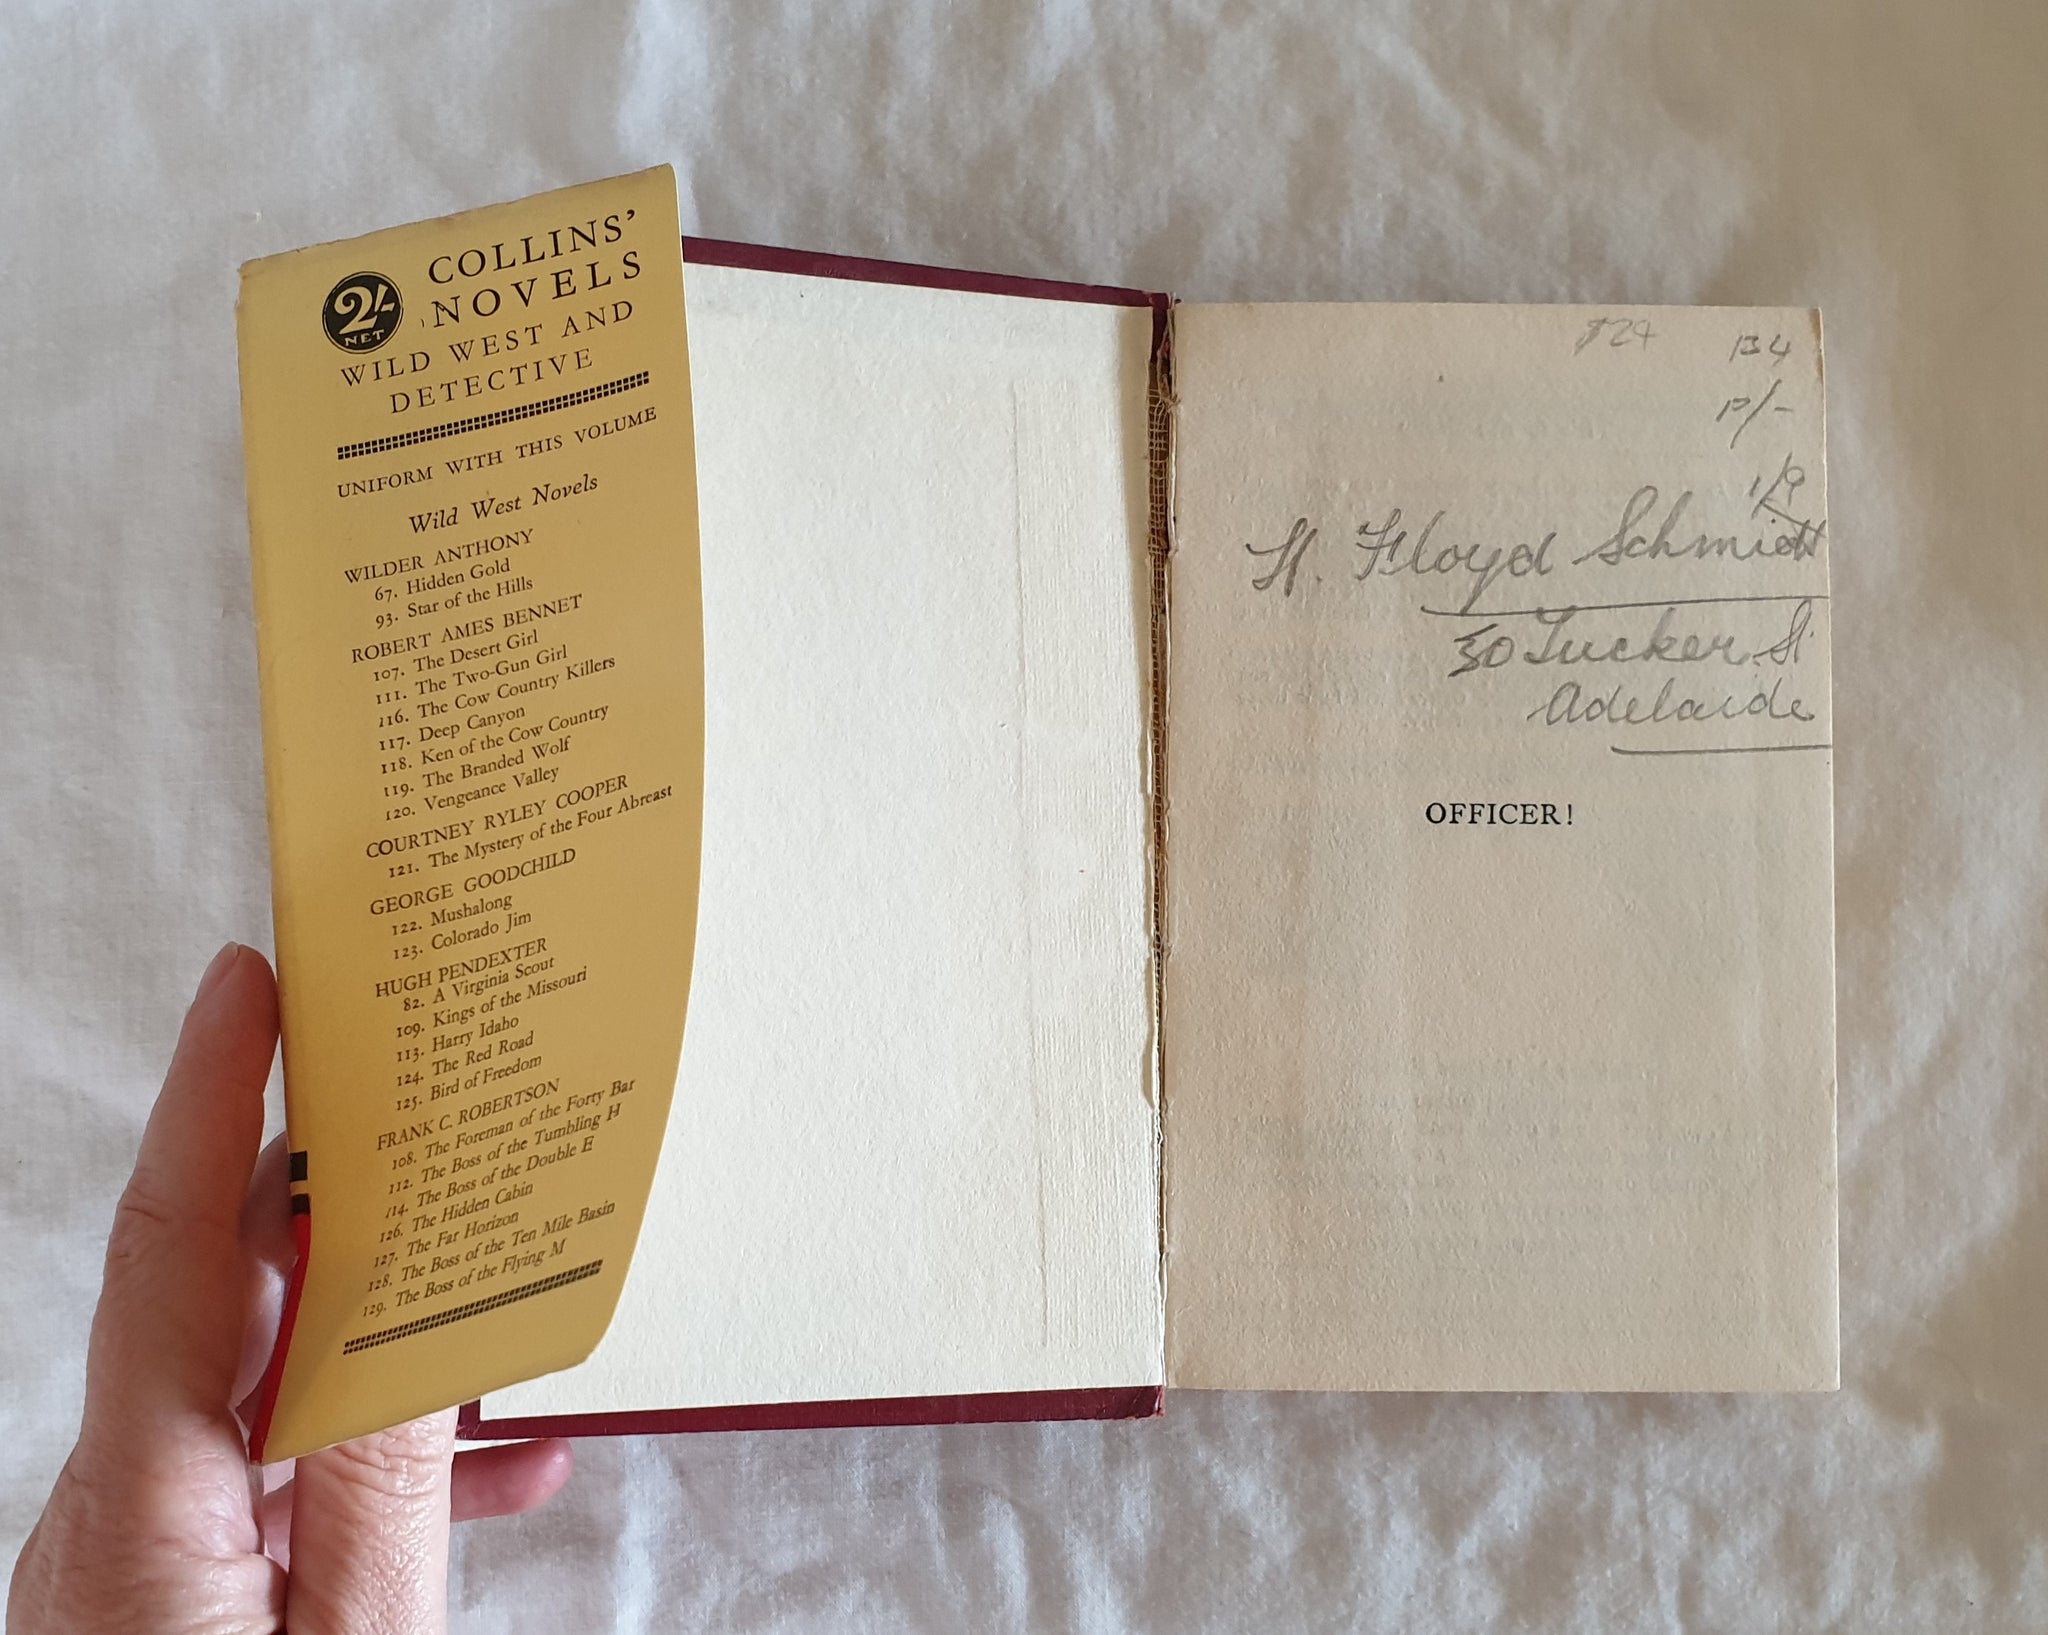 2/-
NET
COLLINS'
NOVELS
WILD WEST AND
DETECTIVE
UNIFORM WITH THIS VOLUME
Wild West Novels
WILDER ANTHONY
67. Hidden Gold
93. Star of the Hills
ROBERT AMES BENNET
107. The Desert Girl
111. The Two-Gun Girl
116. The Cow Country Killers
117. Deep Canyon
118. Ken of the Cow Country
119. The Branded Wolf
120. Vengeance Valley
COURTNEY RYLEY COOPER
121. The Mystery of the Four Abreast
GEORGE GOODCHILD
122. Mushalong
123. Colorado Jim
HUGH PENDEXTER
82. A Virginia Scout
109. Kings of the Missouri
113. Harry Idaho
124. The Red Road
125. Bird of Freedom
FRANK C. ROBERTSON
108. The Foreman of the Forty Bar
112. The Boss of the Tumbling H
114. The Boss of the Double E
126. The Hidden Cabin
127. The Far Horizon
128. The Boss of the Ten Mile Basin
129. The Boss of the Flying M
$24
B4
P/-
1/9
H. Floyd Schmidt
30 Tucker St
Adelaide
OFFICER!